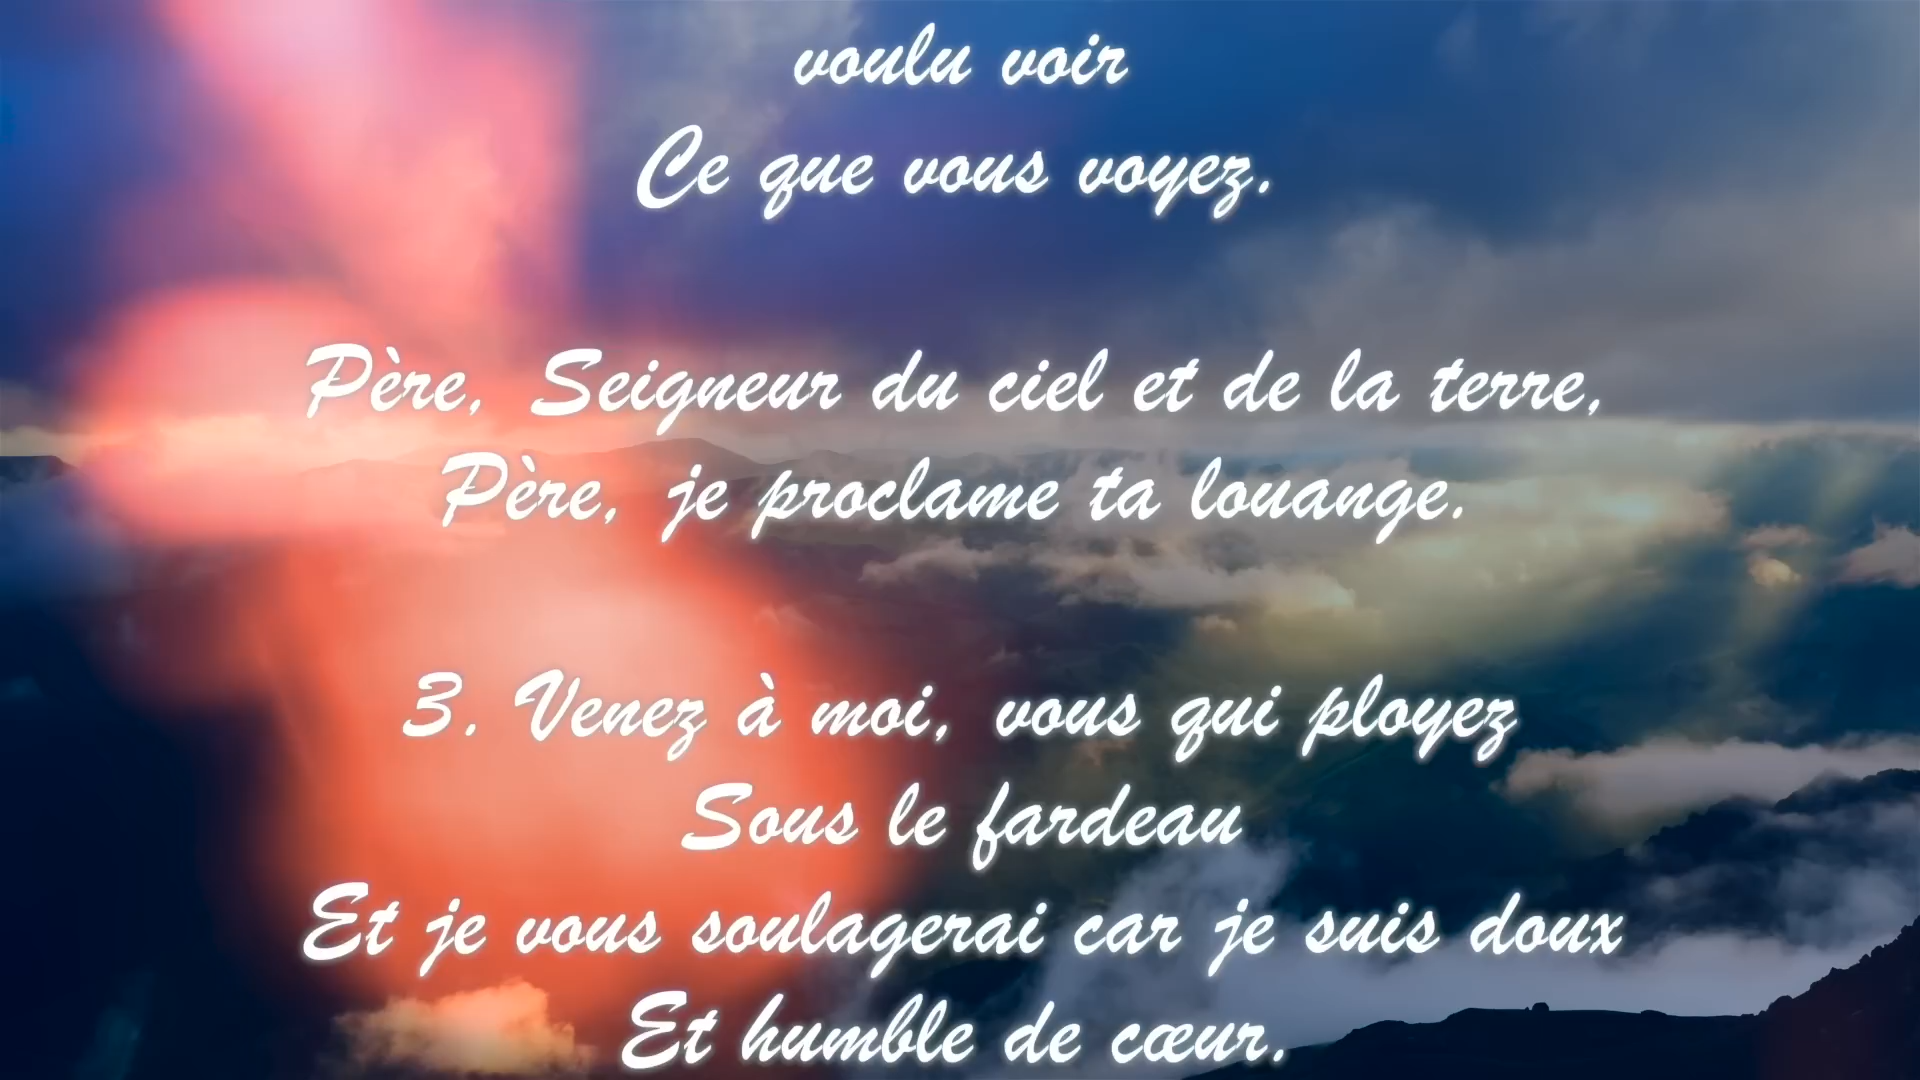 voulu voir
Ce que vous voyez.
Père, Seigneur du ciel et de la terre,
Père, je proclame ta louange.
3. Venez à moi, vous qui ployez
Sous le fardeau
Et je vous soulagerai car je suis doux
Et humble de cœur.